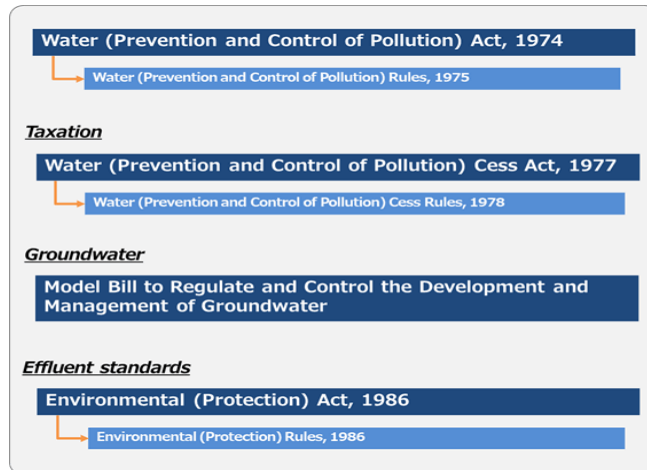 Water (Prevention and Control of Pollution) Act, 1974
Water (Prevention and Control of Pollution) Rules, 1975
Taxation
Water (Prevention and Control of Pollution) Cess Act, 1977
Water (Prevention and Control of Pollution) Cess Rules, 1978
Groundwater
Model Bill to Regulate and Control the Development and
Management of Groundwater
Effluent standards
Environmental (Protection) Act, 1986
Environmental (Protection) Rules, 1986